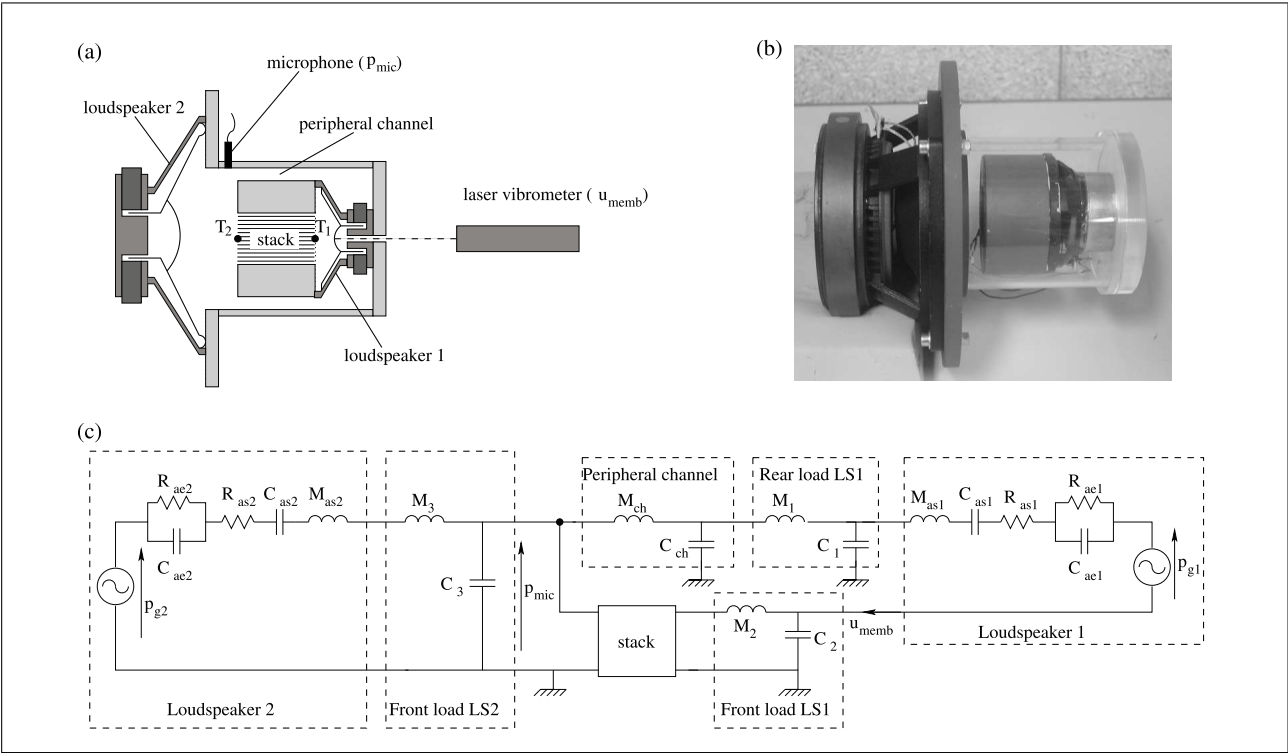 (a)
microphone (p_mic)
loudspeaker 2
peripheral channel
laser vibrometer ( u_memb)
T_2
stack
T_1
loudspeaker 1
(b)
(c)
R_ae2
R_as2
C_as2
M_as2
C_ae2
p_g2
Loudspeaker 2
M_3
C_3
Front load LS2
p_mic
Peripheral channel
M_ch
C_ch
Rear load LS1
M_1
C_1
M_as1
C_as1
R_as1
R_ae1
C_ae1
p_g1
Loudspeaker 1
u_memb
stack
M_2
C_2
Front load LS1